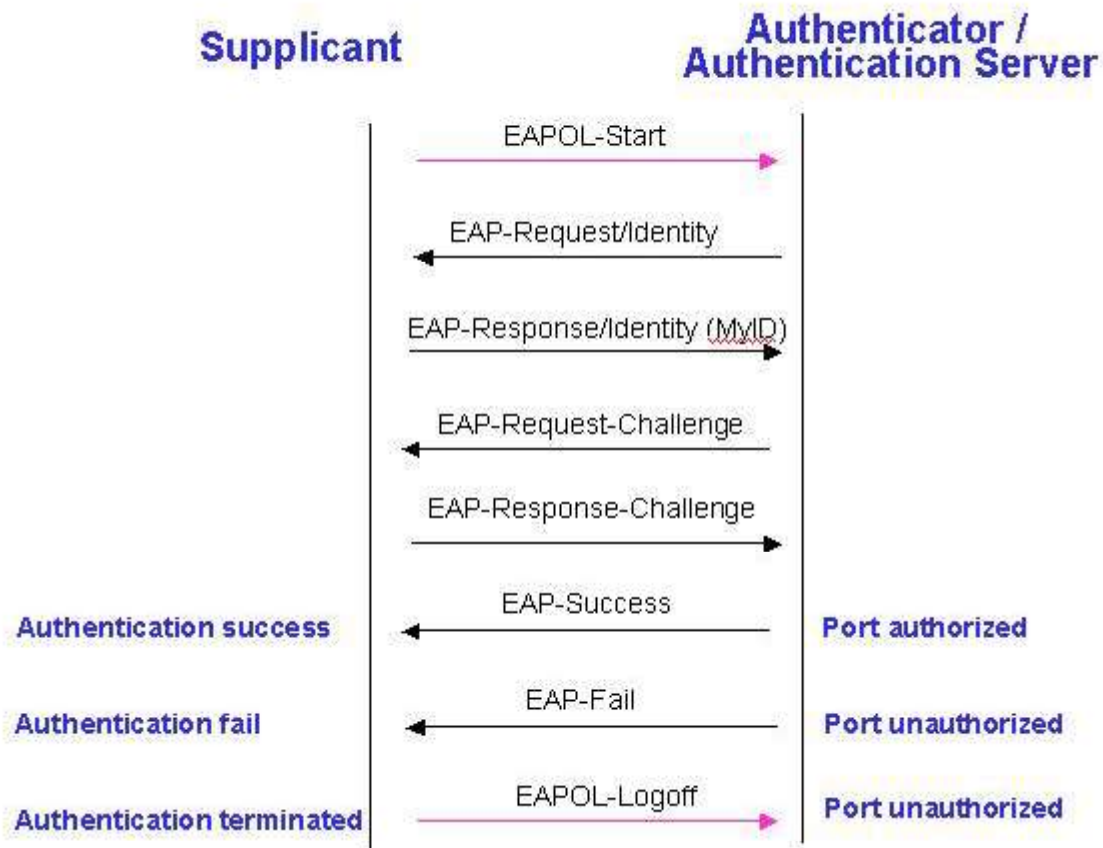 Supplicant
Authenticator /
Authentication Server
EAPOL-Start
EAP-Request/Identity
EAP-Response/Identity (MyID)
EAP-Request-Challenge
EAP-Response-Challenge
EAP-Success
Authentication success
Port authorized
EAP-Fail
Authentication fail
Port unauthorized
EAPOL-Logoff
Authentication terminated
Port unauthorized